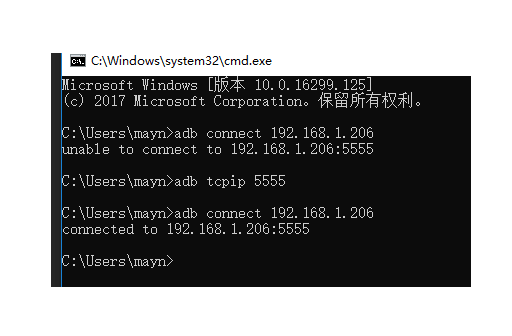 C:\Windows\system32\cmd.exe
Microsoft Windows [版本 10.0.16299.125]
(c) 2017 Microsoft Corporation。保留所有权利。
C:\Users\mayn>adb connect 192.168.1.206
unable to connect to 192.168.1.206:5555
C:\Users\mayn>adb tcpip 5555
C:\Users\mayn>adb connect 192.168.1.206
connected to 192.168.1.206:5555
C:\Users\mayn>